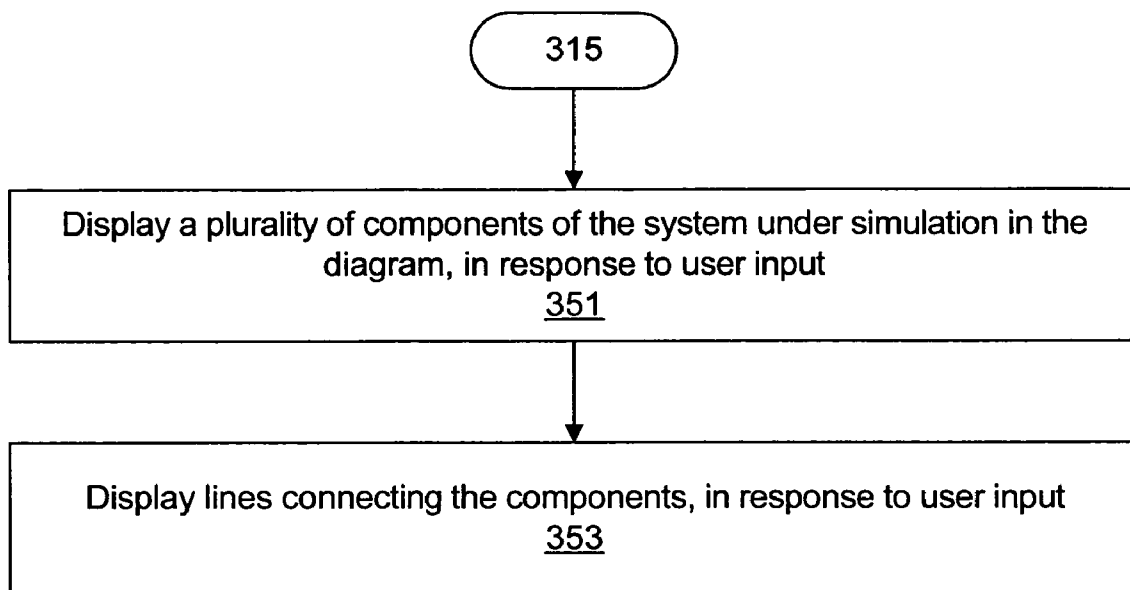 315
Display a plurality of components of the system under simulation in the
diagram, in response to user input
351
Display lines connecting the components, in response to user input
353